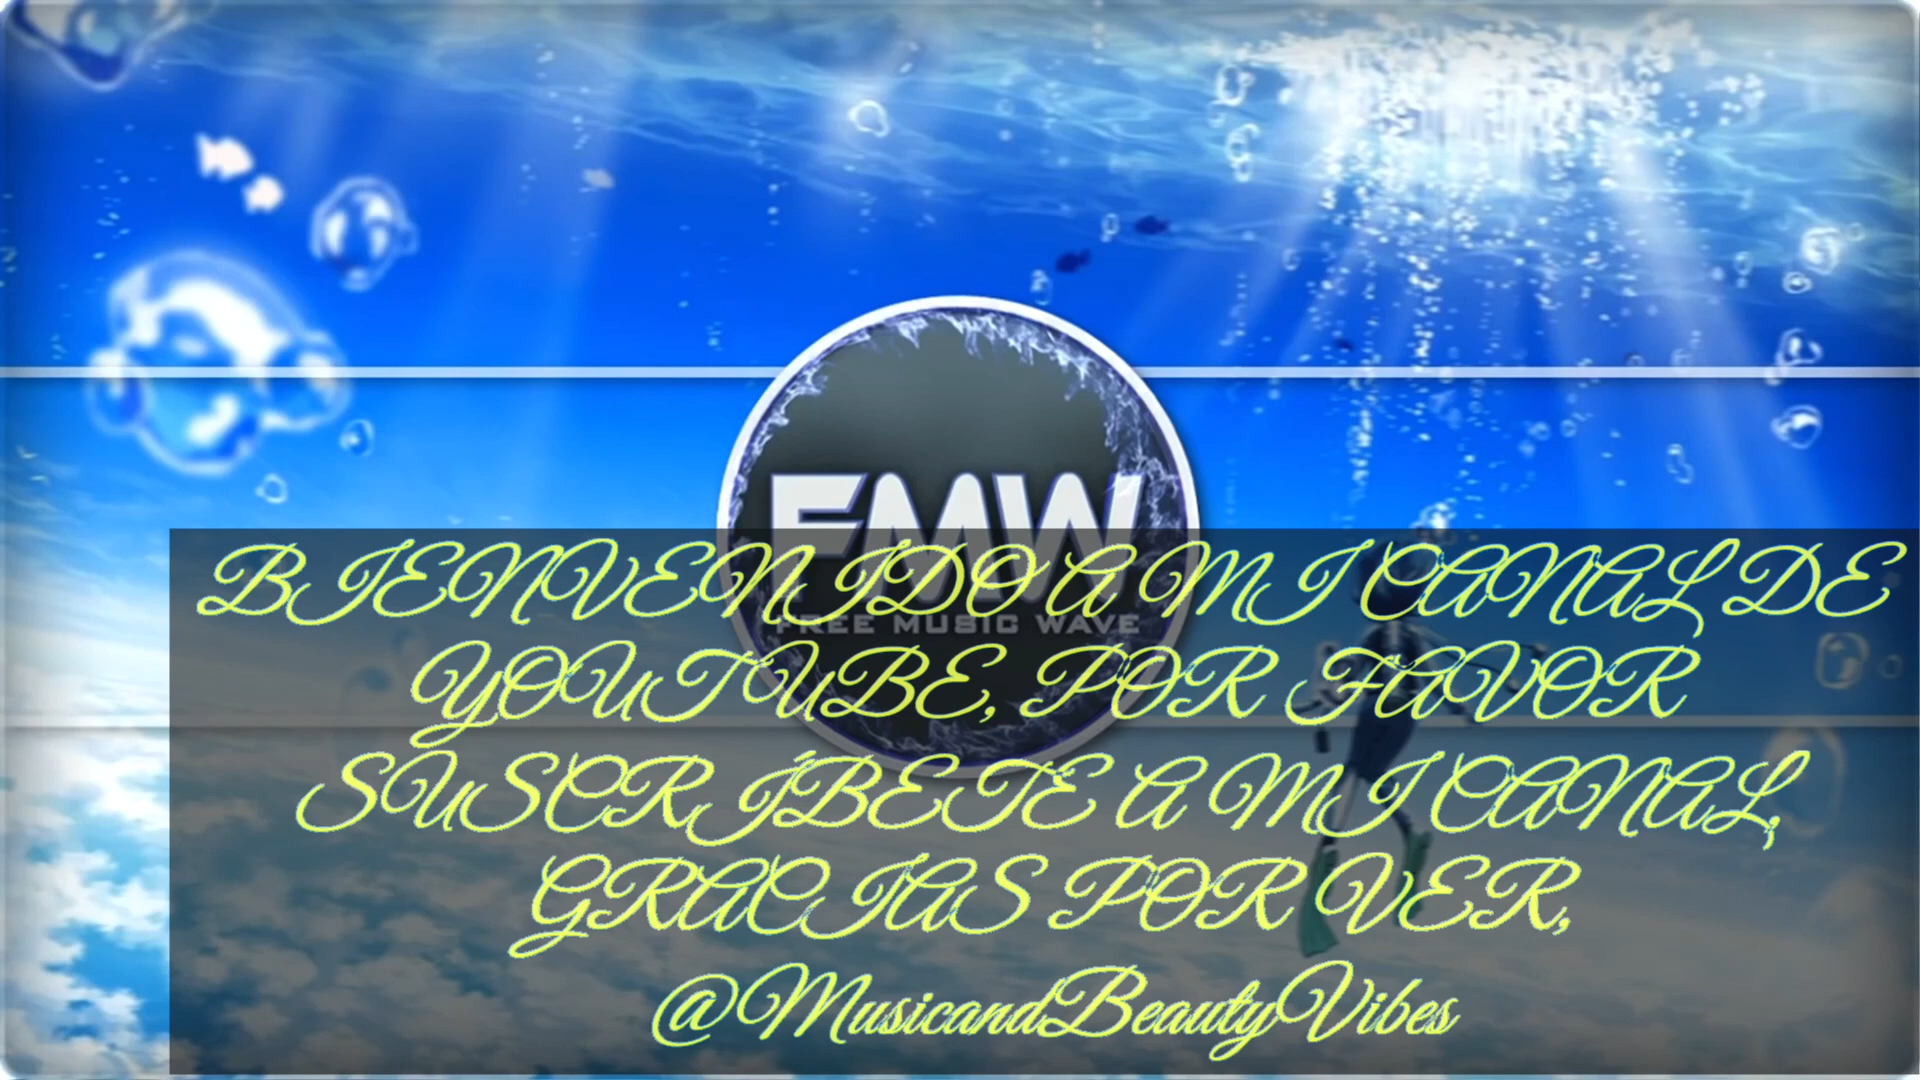 FMW
FREE MUSIC WAVE
BIENVENIDO A MI CANAL DE
YOUTUBE, POR FAVOR
SUSCRÍBETE A MI CANAL,
GRACIAS POR VER,
@MusicandBeautyVibes